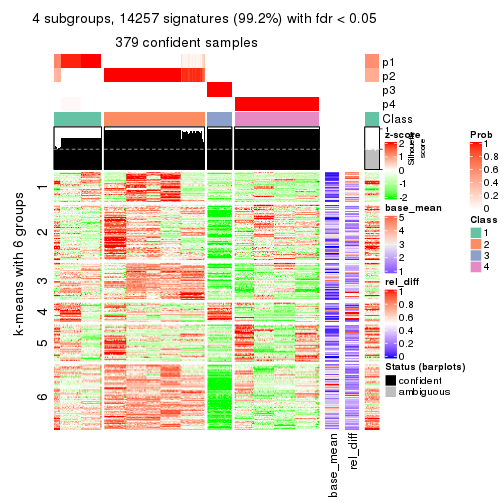 4 subgroups, 14257 signatures (99.2%) with fdr < 0.05
379 confident samples
p1
p2
p3
p4
Class
1
Silhouette score
k-means with 6 groups
1
2
3
4
5
6
z-score
2
1
0
-1
-2
base_mean
5
4
3
2
1
rel_diff
1
0.8
0.6
0.4
0.2
0
Status (barplots)
confident
ambiguous
Prob
1
0.8
0.6
0.4
0.2
0
Class
1
2
3
4
base_mean
rel_diff